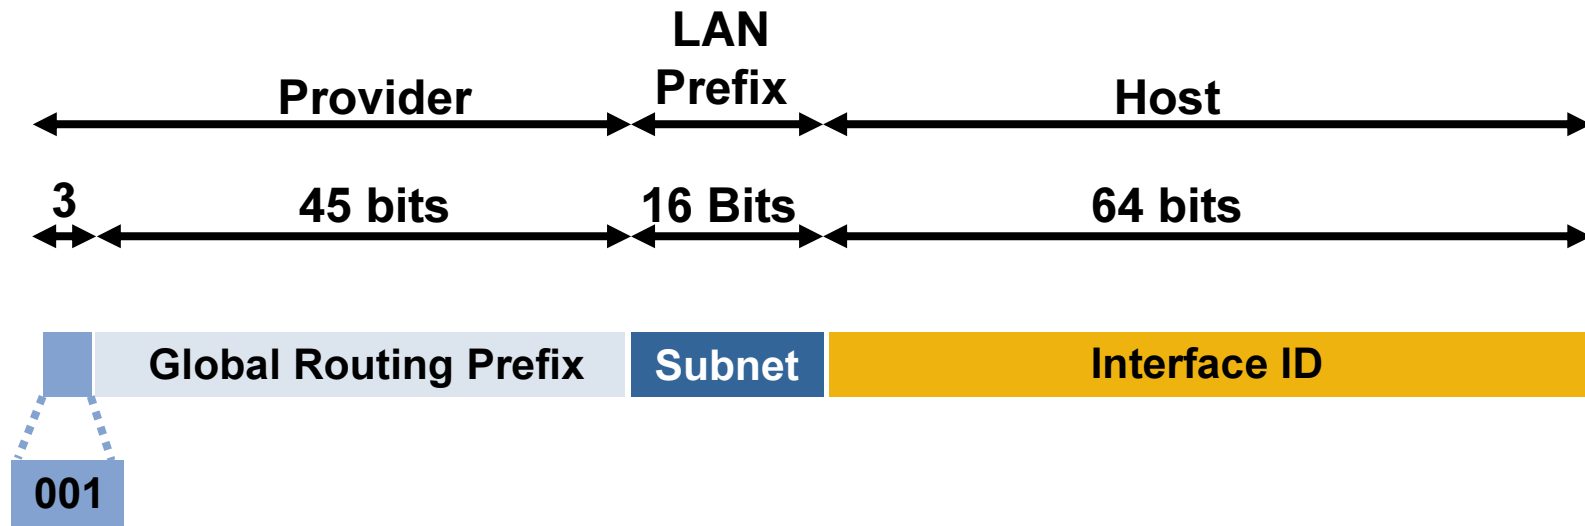 LAN
Prefix
Provider
Host
3
45 bits
16 Bits
64 bits
Global Routing Prefix
Subnet
Interface ID
001